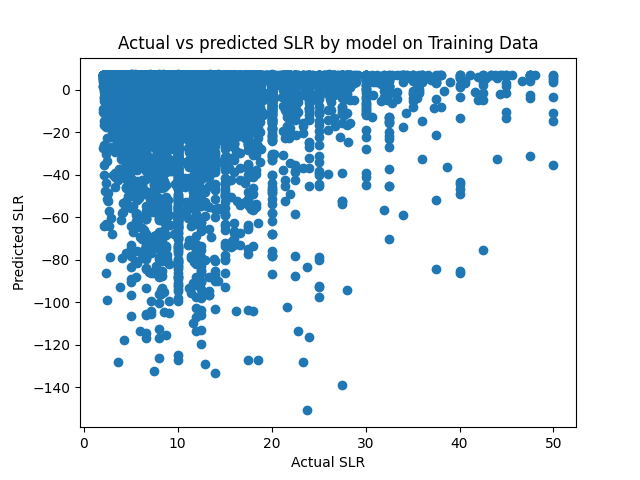 Actual vs predicted SLR by model on Training Data
0
−20
−40
−60
−80
−100
−120
−140
Predicted SLR
0 10 20 30 40 50
Actual SLR